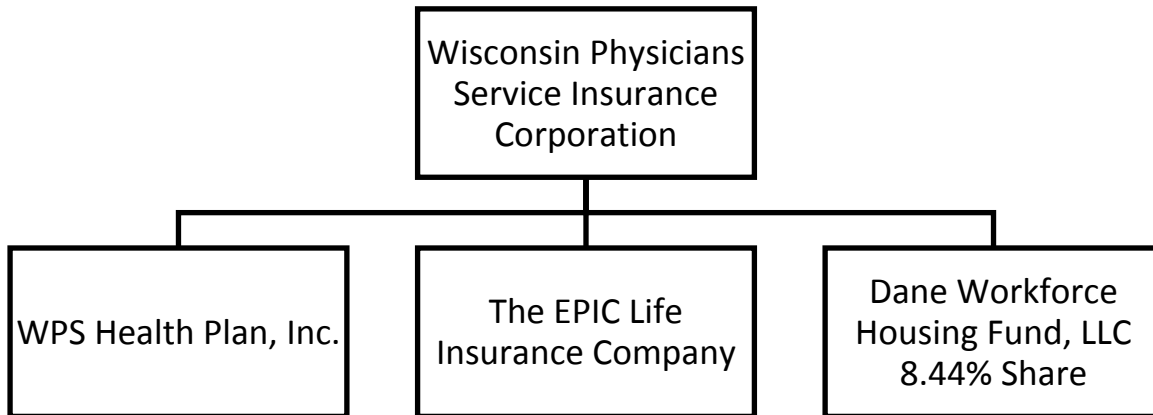 Wisconsin Physicians
Service Insurance
Corporation
WPS Health Plan, Inc.
The EPIC Life
Insurance Company
Dane Workforce
Housing Fund, LLC
8.44% Share